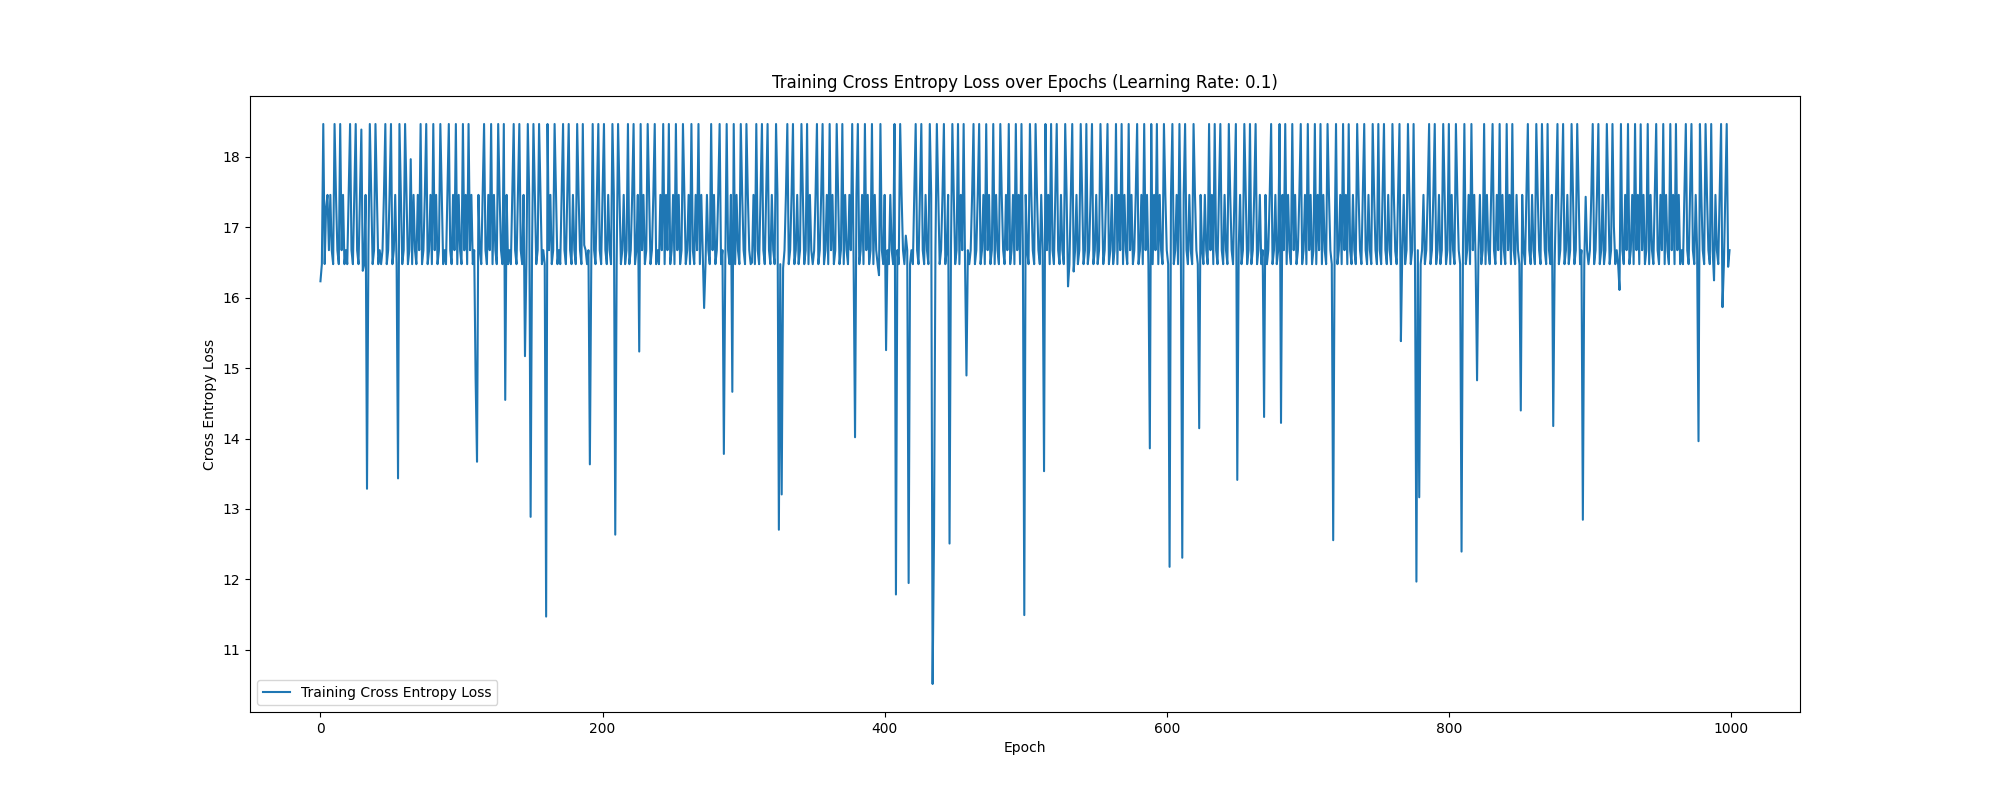 Training Cross Entropy Loss over Epochs (Learning Rate: 0.1)
Cross Entropy Loss
18
17
16
15
14
13
12
11
Training Cross Entropy Loss
0 200 400 600 800 1000
Epoch